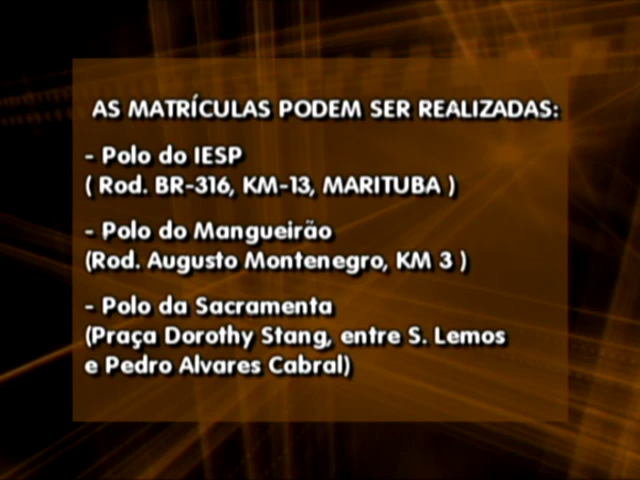 AS MATRÍCULAS PODEM SER REALIZADAS:
- Polo do IESP
( Rod. BR-316, KM-13, MARITUBA )
- Polo do Mangueirão
(Rod. Augusto Montenegro, KM 3 )
- Polo da Sacramenta
(Praça Dorothy Stang, entre S. Lemos
e Pedro Alvares Cabral)